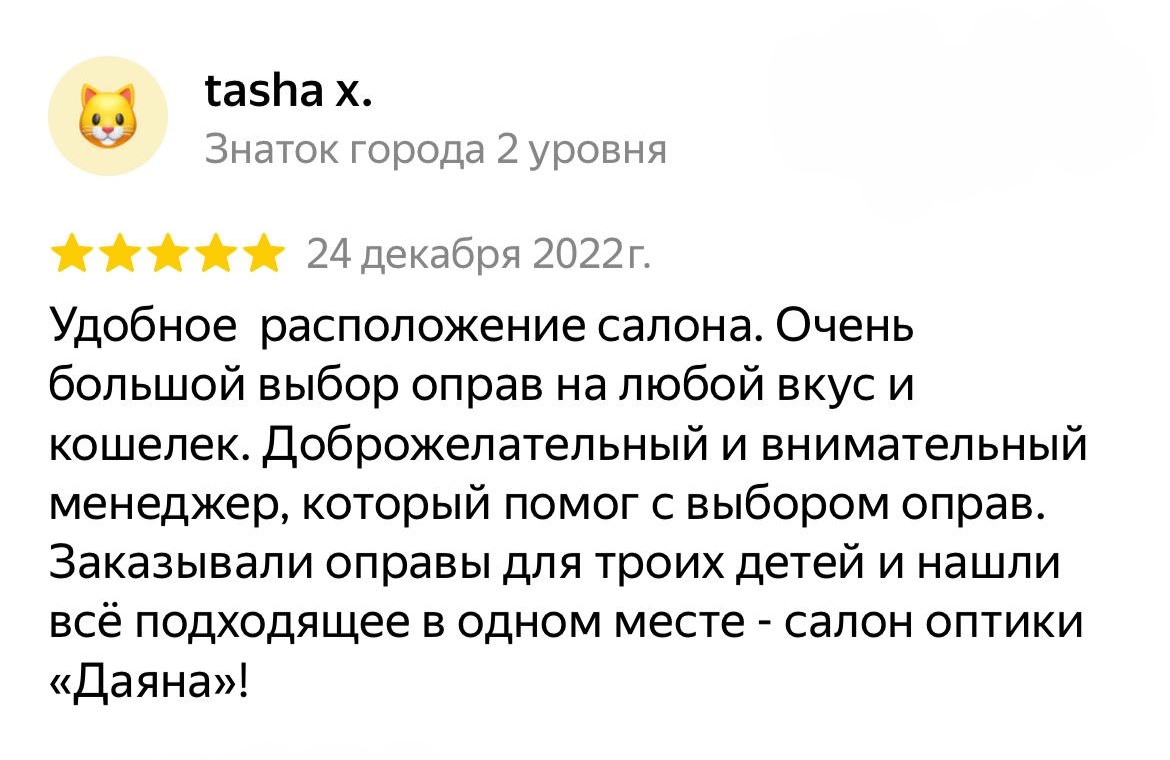 tasha x.
Знаток города 2 уровня
24 декабря 2022 г.
Удобное расположение салона. Очень
большой выбор оправ на любой вкус и
кошелек. Доброжелательный и внимательный
менеджер, который помог с выбором оправ.
Заказывали оправы для троих детей и нашли
всё подходящее в одном месте - салон оптики
«Даяна»!